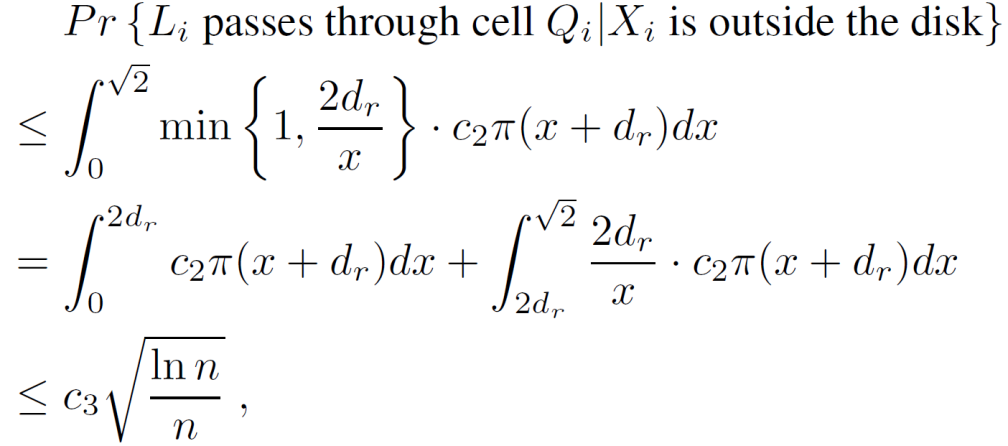 Pr {L_i passes through cell Q_i|X_i is outside the disk}
≤ ∫_0^{√2} min {1, 2d_r/x} · c_2π(x + d_r)dx
= ∫_0^{2d_r} c_2π(x + d_r)dx + ∫_{2d_r}^{√2} 2d_r/x · c_2π(x + d_r)dx
≤ c_3 √(ln n/n) ,